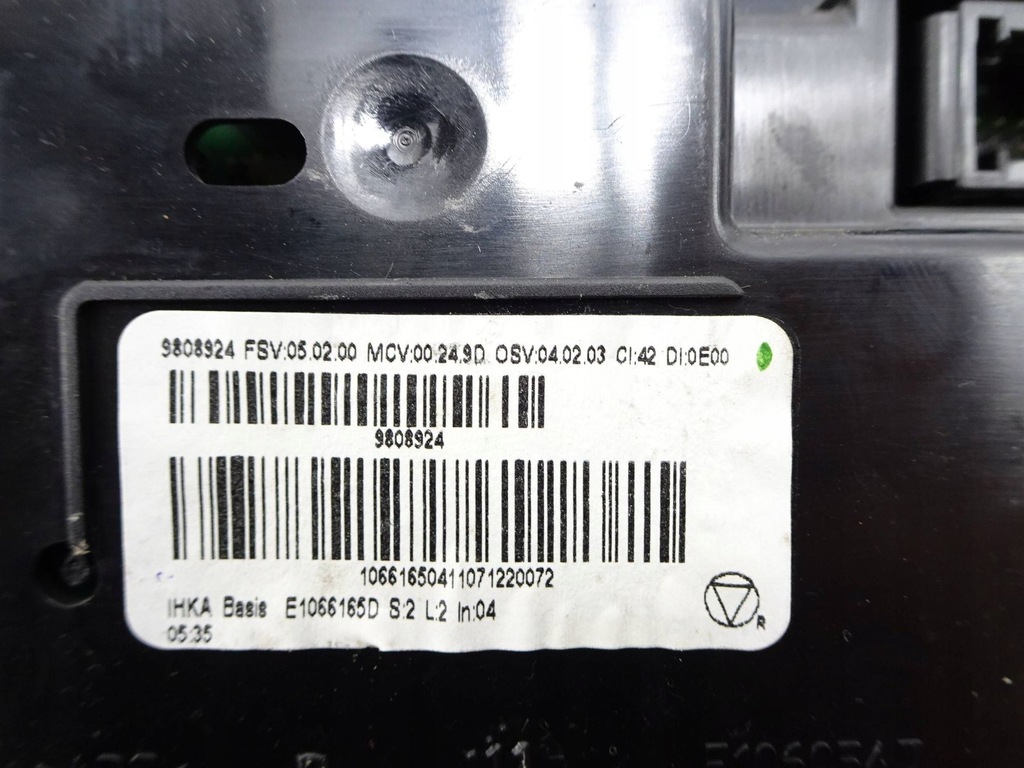 9808924 FSV:05.02.00 MCV:00.24.9D OSV:04.02.03 CI:42 DI:0E00
9808924
10661650411071220072
IHKA Basis E1066165D S:2 L:2 In:04
05:35
R